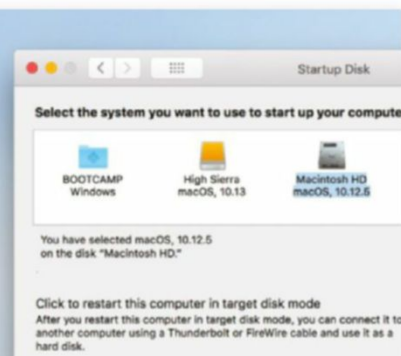 Startup Disk
Select the system you want to use to start up your compute
BOOTCAMP
Windows
High Sierra
macOS, 10.13
Macintosh HD
macOS, 10.12.5
You have selected macOS, 10.12.5
on the disk "Macintosh HD."
Click to restart this computer in target disk mode
After you restart this computer in target disk mode, you can connect it to
another computer using a Thunderbolt or FireWire cable and use it as a
hard disk.